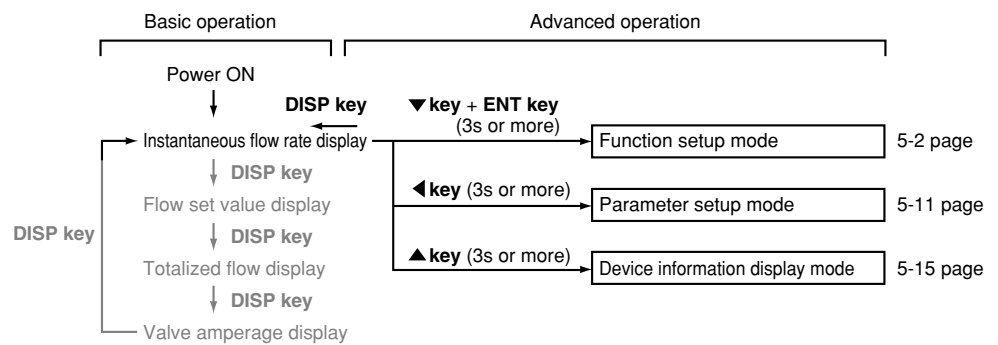 Basic operation
Advanced operation
Power ON
DISP key
▼ key + ENT key
(3s or more)
Instantaneous flow rate display
Function setup mode
5-2 page
DISP key
◀ key (3s or more)
Flow set value display
Parameter setup mode
5-11 page
DISP key
DISP key
▲ key (3s or more)
Totalized flow display
Device information display mode
5-15 page
DISP key
Valve amperage display